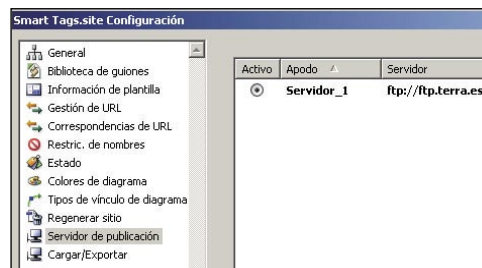 Smart Tags.site Configuración
General
Biblioteca de guiones
Información de plantilla
Gestión de URL
Correspondencias de URL
Restric. de nombres
Estado
Colores de diagrama
Tipos de vínculo de diagrama
Regenerar sitio
Servidor de publicación
Cargar/Exportar
Activo Apodo Servidor
Servidor_1 ftp://ftp.terra.es